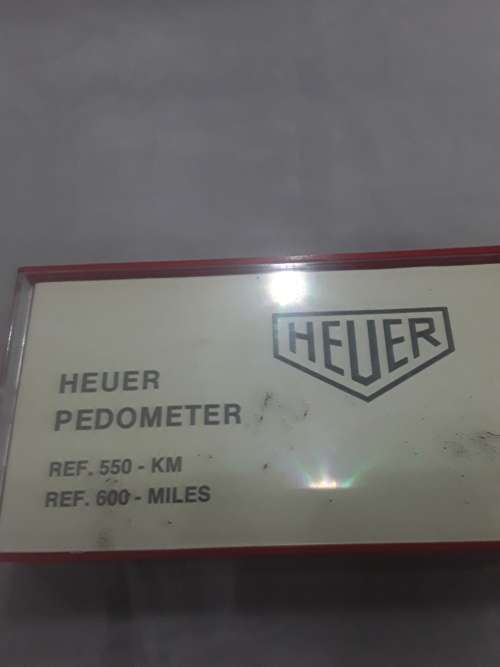 HEUER
HEUER
PEDOMETER
REF. 550 - KM
REF. 600 - MILES